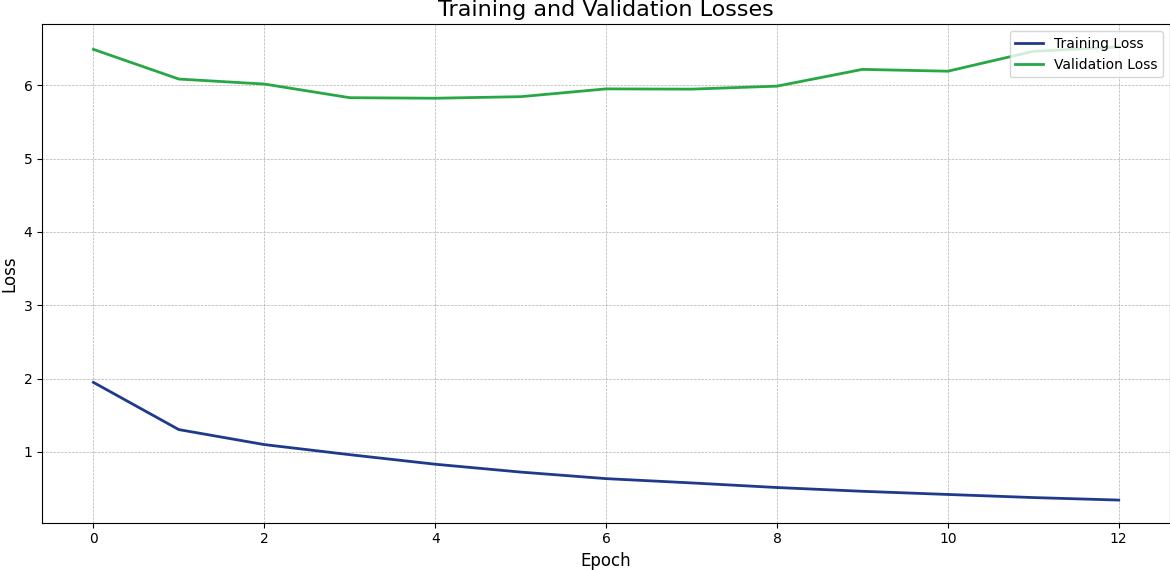 Training and Validation Losses
Training Loss
Validation Loss
Loss
6
5
4
3
2
1
0 2 4 6 8 10 12
Epoch